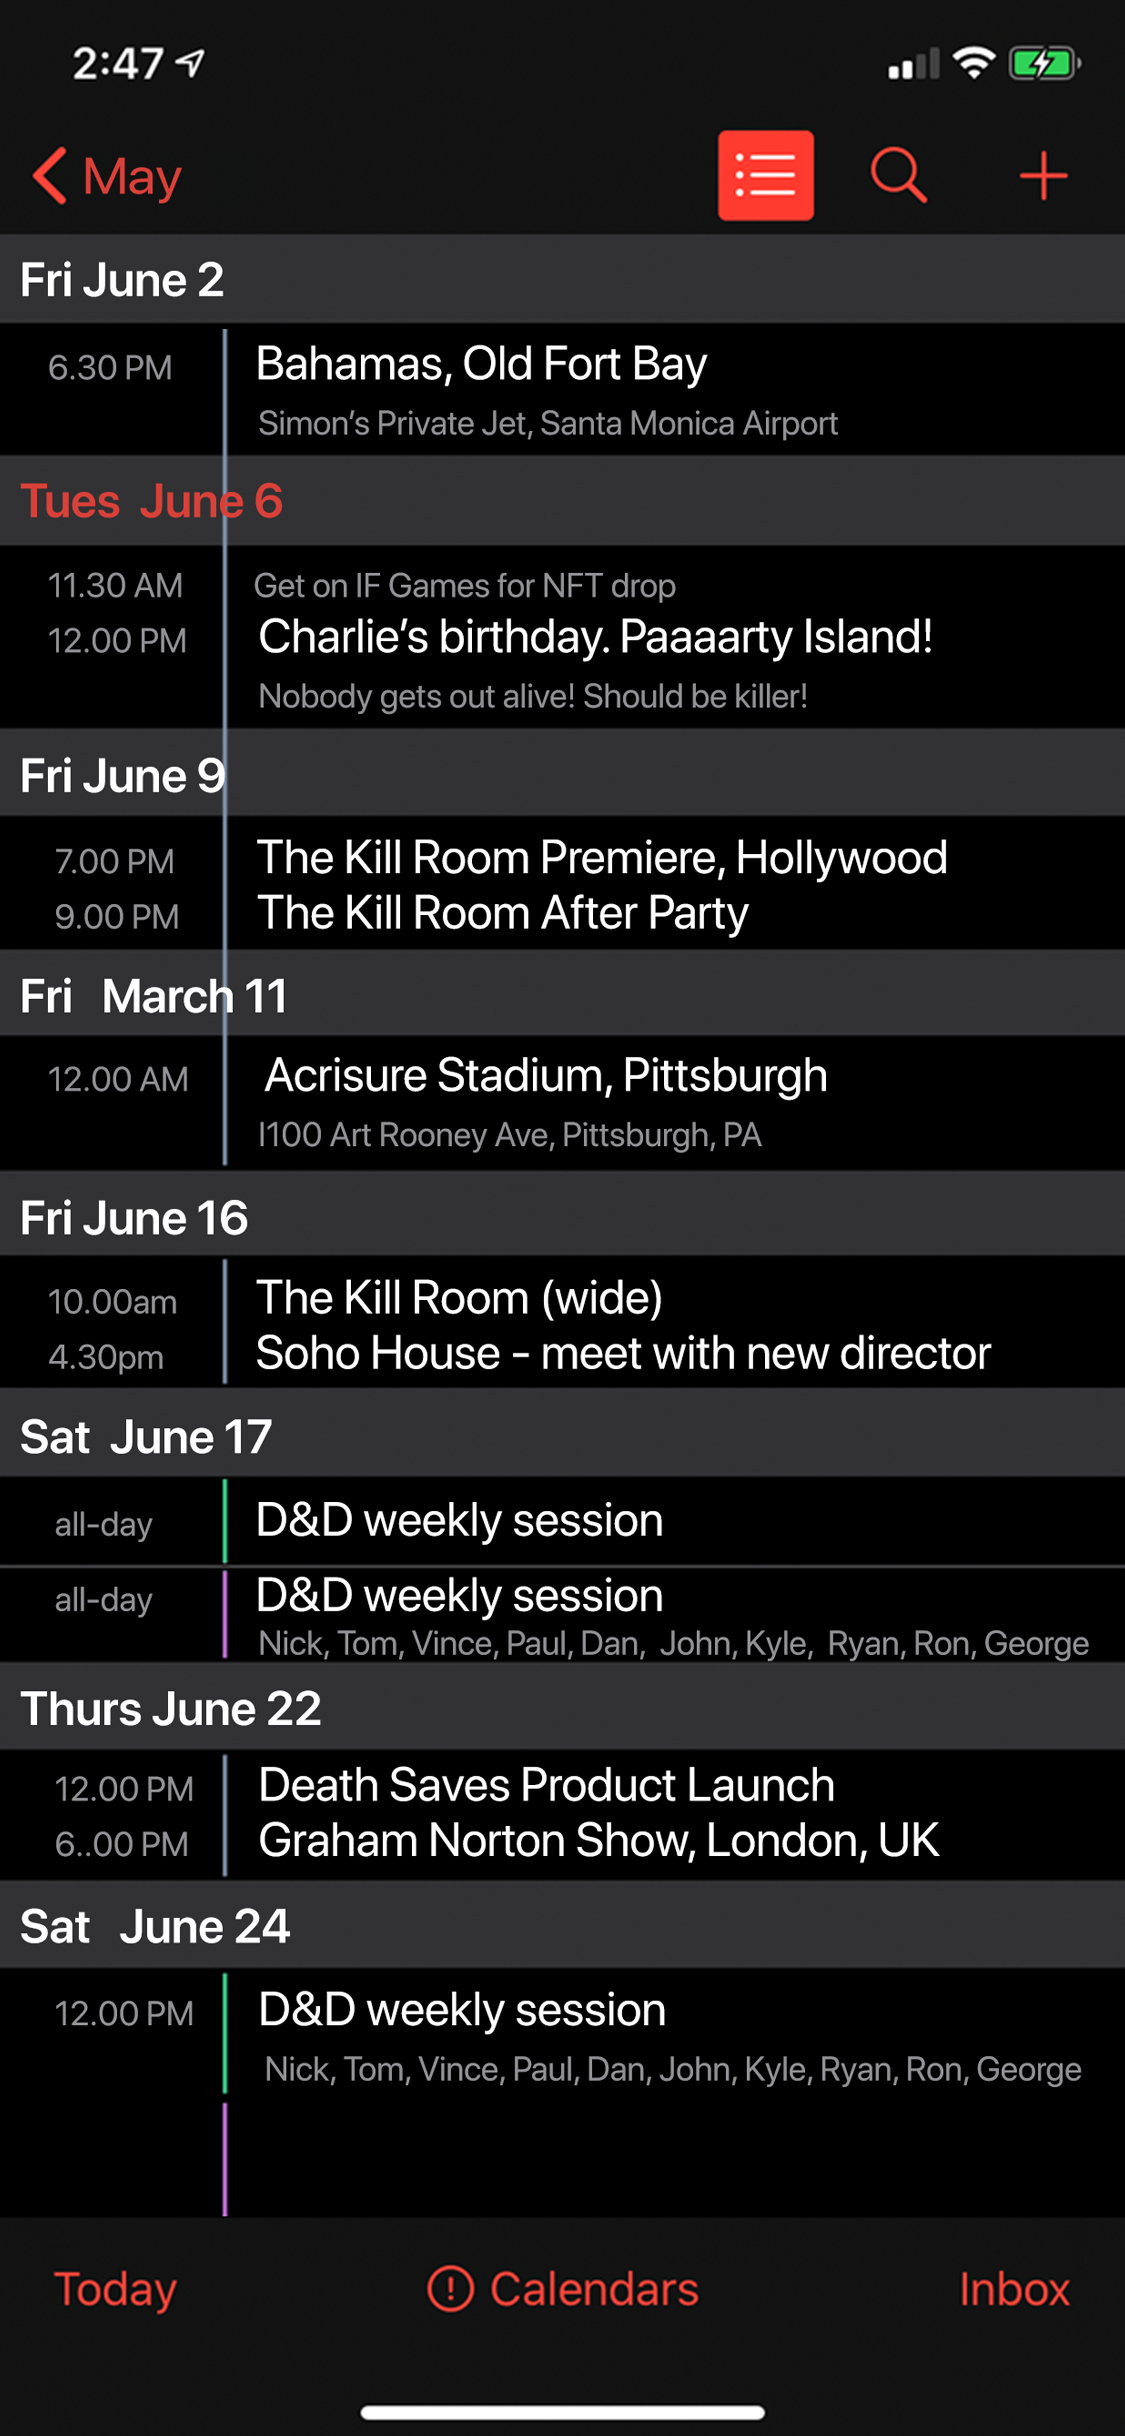 2:47
May
Fri June 2
6.30 PM Bahamas, Old Fort Bay
Simon's Private Jet, Santa Monica Airport
Tues June 6
11.30 AM Get on IF Games for NFT drop
12.00 PM Charlie's birthday. Paaaarty Island!
Nobody gets out alive! Should be killer!
Fri June 9
7.00 PM The Kill Room Premiere, Hollywood
9.00 PM The Kill Room After Party
Fri March 11
12.00 AM Acrisure Stadium, Pittsburgh
I100 Art Rooney Ave, Pittsburgh, PA
Fri June 16
10.00am The Kill Room (wide)
4.30pm Soho House - meet with new director
Sat June 17
all-day D&D weekly session
all-day D&D weekly session
Nick, Tom, Vince, Paul, Dan, John, Kyle, Ryan, Ron, George
Thurs June 22
12.00 PM Death Saves Product Launch
6..00 PM Graham Norton Show, London, UK
Sat June 24
12.00 PM D&D weekly session
Nick, Tom, Vince, Paul, Dan, John, Kyle, Ryan, Ron, George
Today Calendars Inbox